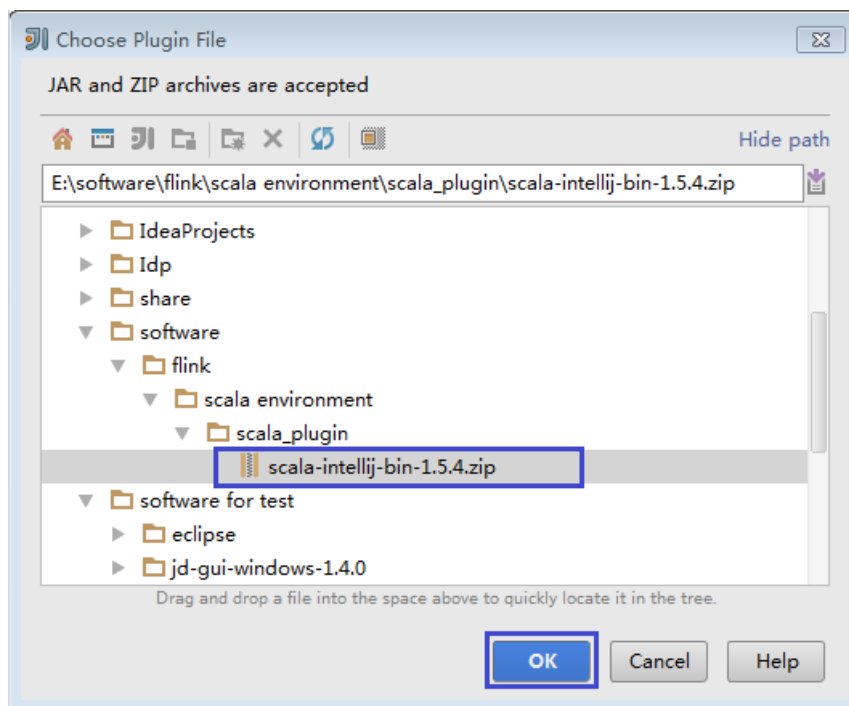 Choose Plugin File
JAR and ZIP archives are accepted
Hide path
E:\software\flink\scala environment\scala_plugin\scala-intellij-bin-1.5.4.zip
IdeaProjects
Idp
share
software
flink
scala environment
scala_plugin
scala-intellij-bin-1.5.4.zip
software for test
eclipse
jd-gui-windows-1.4.0
Drag and drop a file into the space above to quickly locate it in the tree.
OK Cancel Help